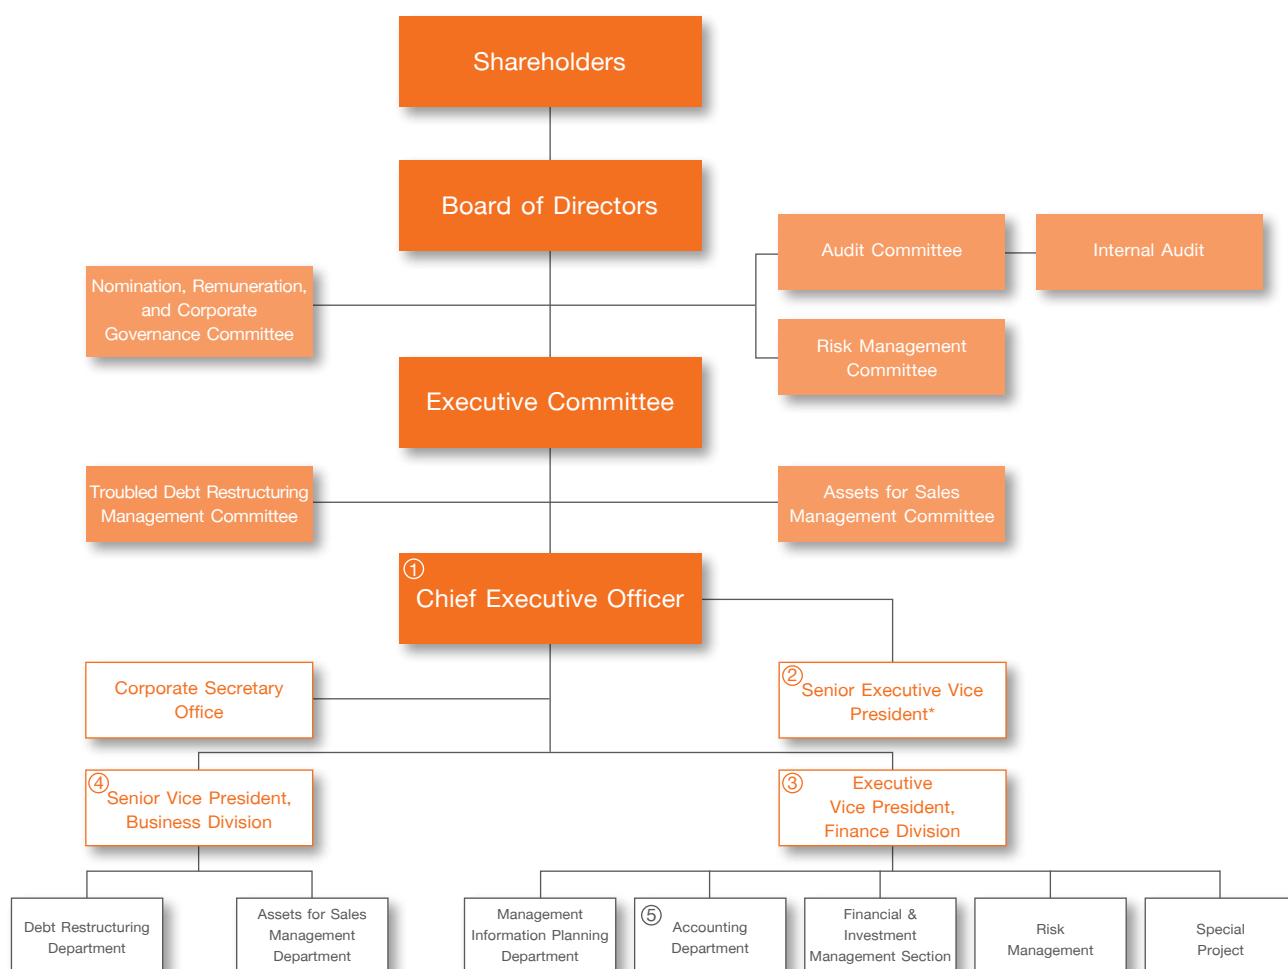 Shareholders
Board of Directors
Audit Committee
Internal Audit
Nomination, Remuneration,
and Corporate
Governance Committee
Risk Management
Committee
Executive Committee
Troubled Debt Restructuring
Management Committee
Assets for Sales
Management Committee
①
Chief Executive Officer
Corporate Secretary
Office
②
Senior Executive Vice
President*
④
Senior Vice President,
Business Division
③
Executive
Vice President,
Finance Division
Debt Restructuring
Department
Assets for Sales
Management
Department
Management
Information Planning
Department
⑤
Accounting
Department
Financial &
Investment
Management Section
Risk
Management
Special
Project